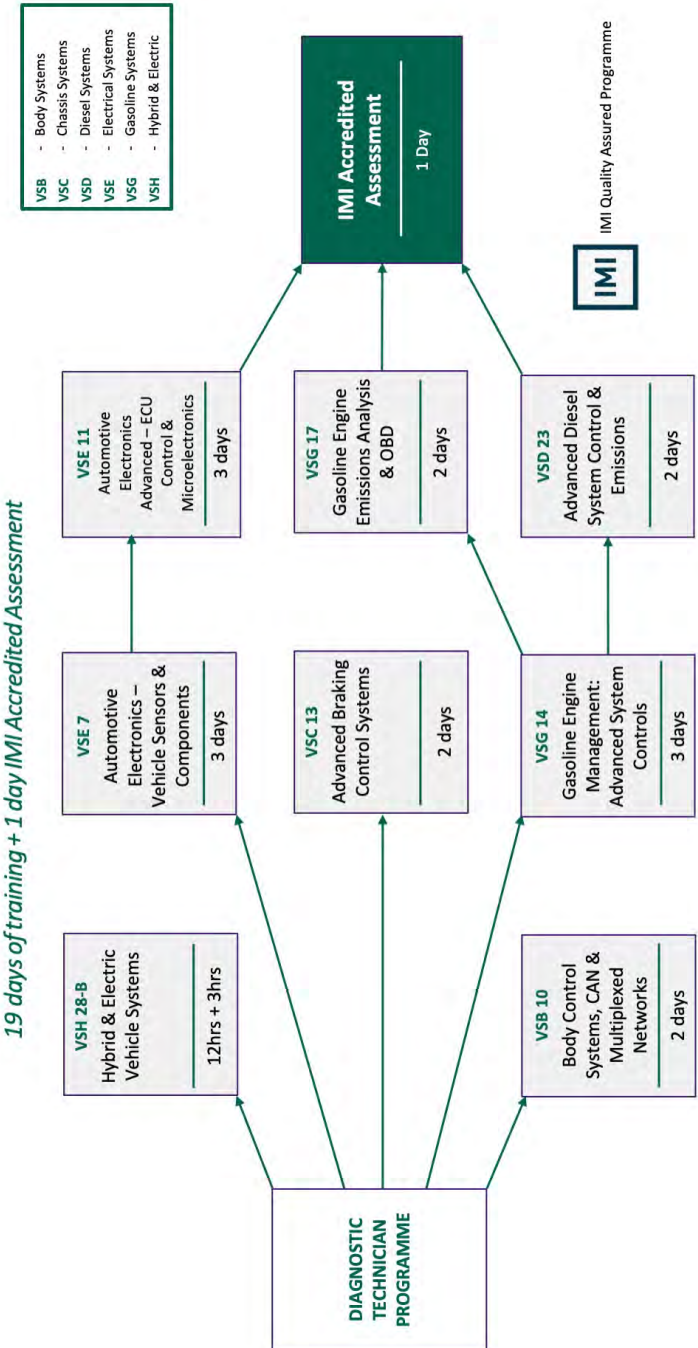 19 days of training + 1 day IMI Accredited Assessment
DIAGNOSTIC
TECHNICIAN
PROGRAMME
VSH 28-B
Hybrid & Electric
Vehicle Systems
12hrs + 3hrs
VSB 10
Body Control
Systems, CAN &
Multiplexed
Networks
2 days
VSE 7
Automotive
Electronics –
Vehicle Sensors &
Components
3 days
VSC 13
Advanced Braking
Control Systems
2 days
VSG 14
Gasoline Engine
Management:
Advanced System
Controls
3 days
VSE 11
Automotive
Electronics
Advanced – ECU
Control &
Microelectronics
3 days
VSG 17
Gasoline Engine
Emissions Analysis
& OBD
2 days
VSD 23
Advanced Diesel
System Control &
Emissions
2 days
IMI Accredited
Assessment
1 Day
VSB - Body Systems
VSC - Chassis Systems
VSD - Diesel Systems
VSE - Electrical Systems
VSG - Gasoline Systems
VSH - Hybrid & Electric
IMI
IMI Quality Assured Programme